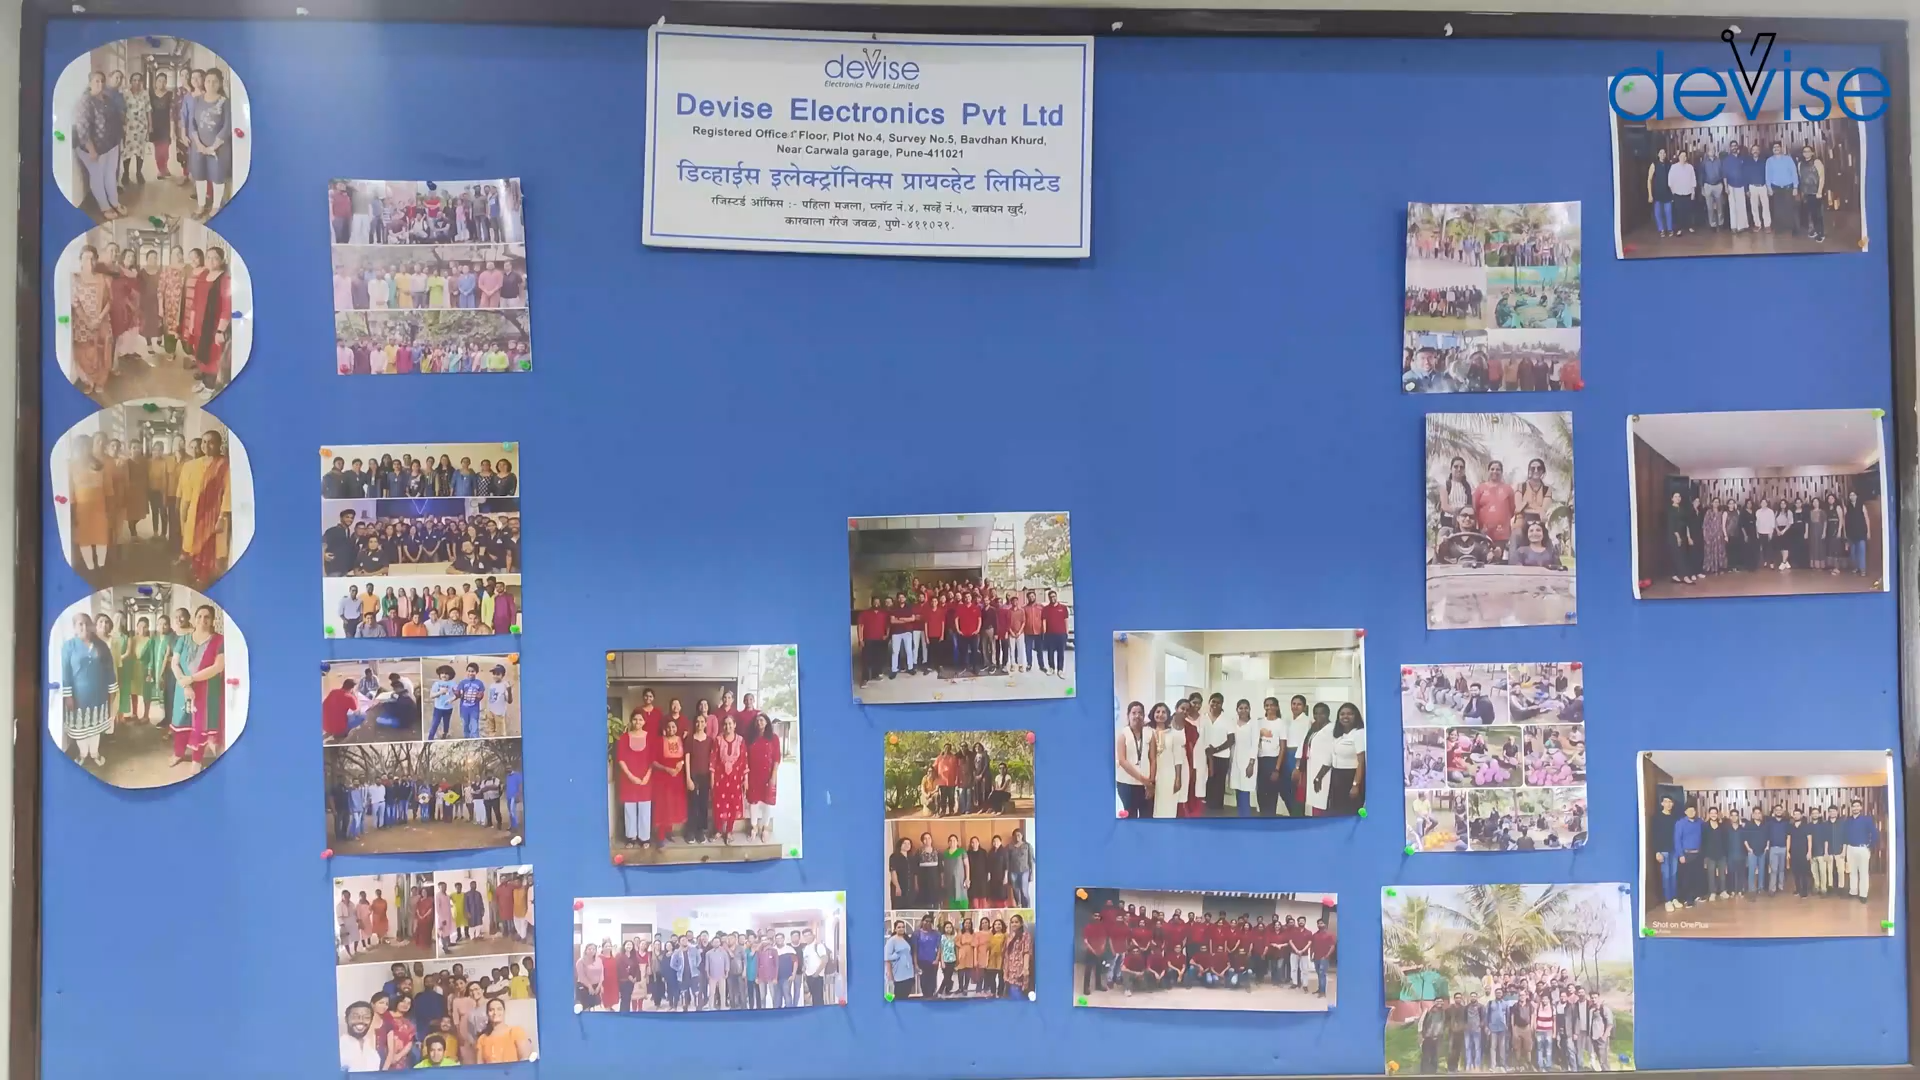 devise
Electronics Private Limited
Devise Electronics Pvt Ltd
Registered Office:- Floor, Plot No.4, Survey No.5, Bavdhan Khurd,
Near Carwala garage, Pune-411021
डिव्हाईस इलेक्ट्रॉनिक्स प्रायव्हेट लिमिटेड
रजिस्टर्ड ऑफिस :- पहिला मजला, प्लॉट नं.४, सर्व्हे नं.५, बावधन खुर्द,
कारवाला गॅरेज जवळ, पुणे-४११०२१.
devise
Shot on OnePlus